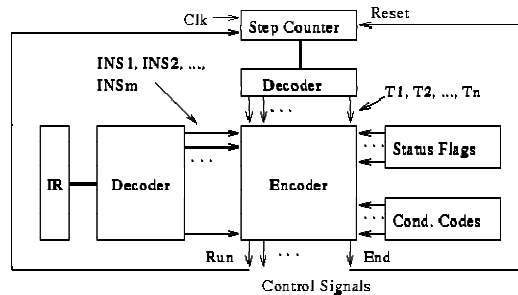 Clk
Reset
Step Counter
INS1, INS2, ...,
INSm
Decoder
T1, T2, ..., Tn
. . .
IR
Decoder
. . .
Encoder
. . .
Status Flags
. . .
Cond. Codes
Run
. . .
End
Control Signals